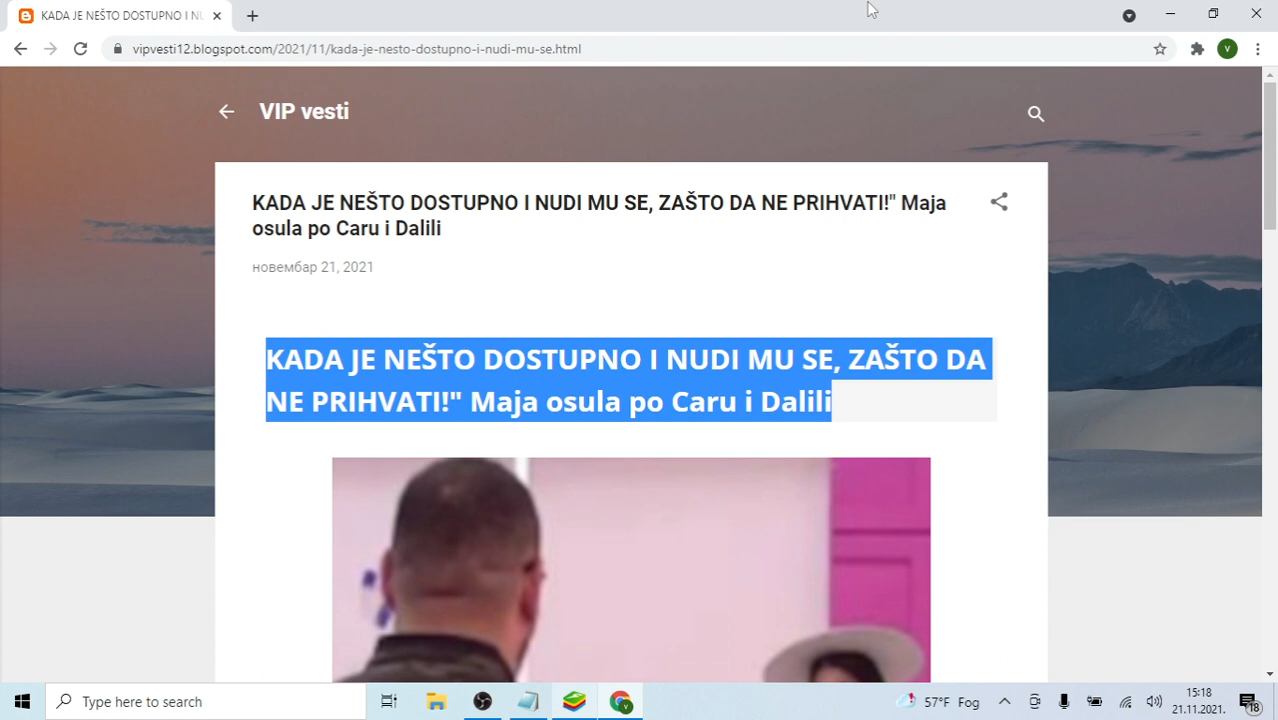 KADA JE NEŠTO DOSTUPNO I NU
vipvesti12.blogspot.com/2021/11/kada-je-nesto-dostupno-i-nudi-mu-se.html
V
VIP vesti
KADA JE NEŠTO DOSTUPNO I NUDI MU SE, ZAŠTO DA NE PRIHVATI!" Maja
osula po Caru i Dalili
новембар 21, 2021
KADA JE NEŠTO DOSTUPNO I NUDI MU SE, ZAŠTO DA
NE PRIHVATI!" Maja osula po Caru i Dalili
Type here to search
V
57°F Fog
15:18
21.11.2021.
18